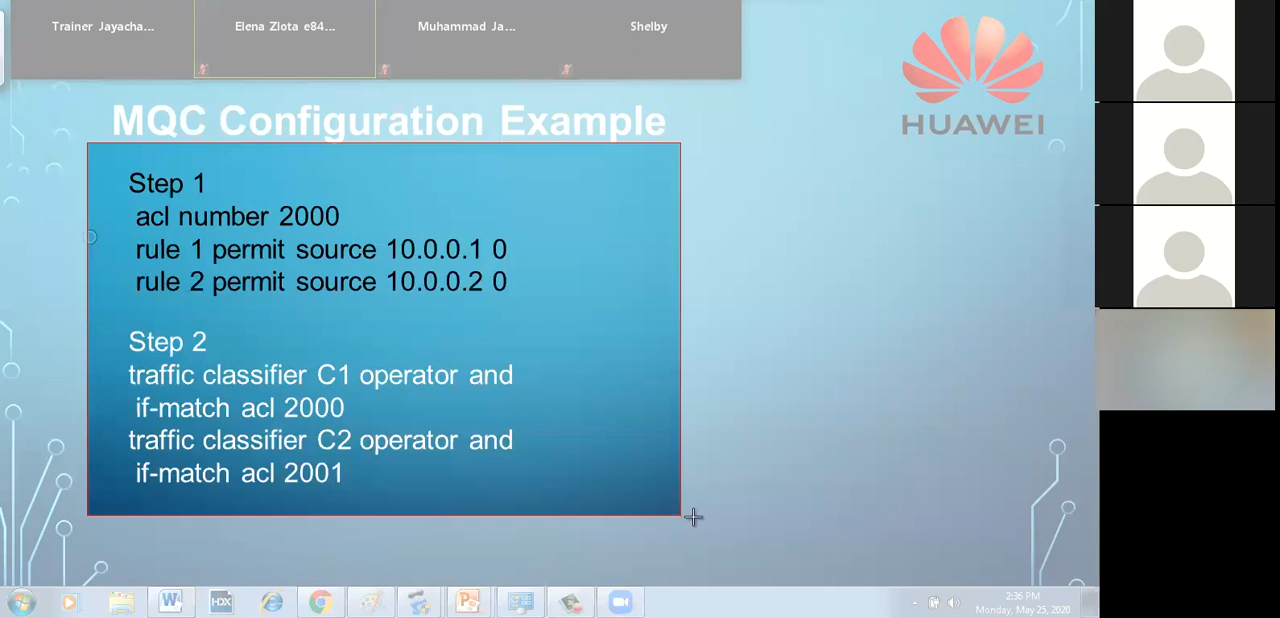 Trainer Jayacha...
Elena Zlota e84...
Muhammad Ja...
Shelby
HUAWEI
MQC Configuration Example
Step 1
acl number 2000
rule 1 permit source 10.0.0.1 0
rule 2 permit source 10.0.0.2 0
Step 2
traffic classifier C1 operator and
if-match acl 2000
traffic classifier C2 operator and
if-match acl 2001
W
HDX
P
2:36 PM
Monday, May 25, 2020